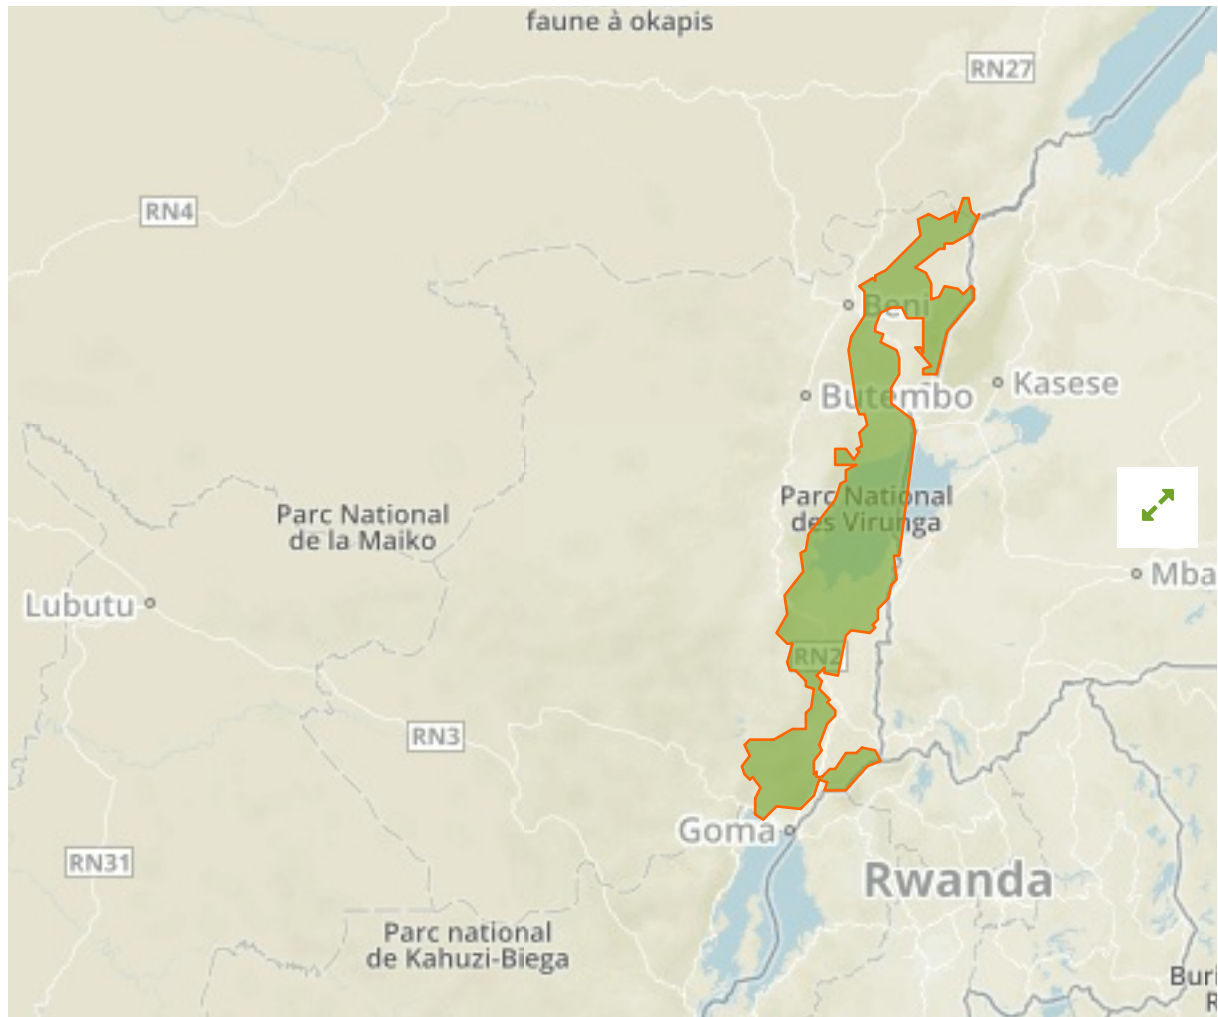 faune à okapis
RN27
RN4
Beni
Kasese
Butembo
Parc National
des Virunga
Parc National
de la Maiko
Mba
Lubutu
RN2
RN3
Goma
RN31
Rwanda
Parc national
de Kahuzi-Biega
Buri
R